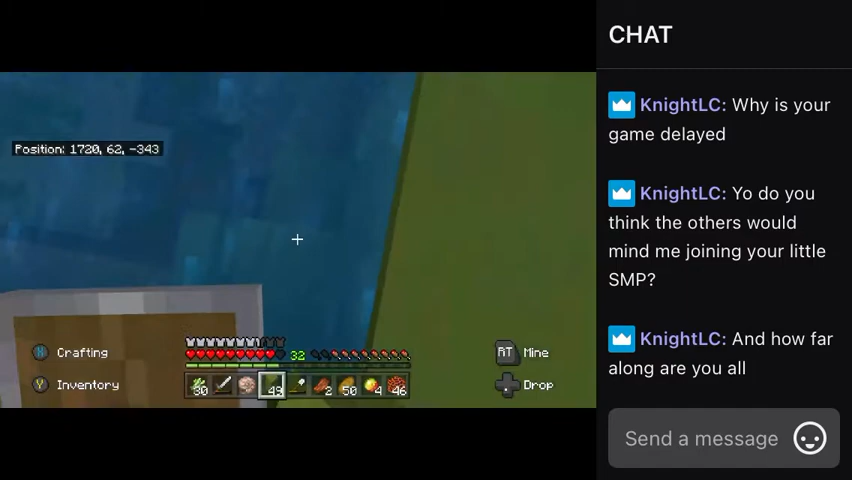 CHAT
KnightLC: Why is your
game delayed
Position: 1720, 62, -343
KnightLC: Yo do you
think the others would
mind me joining your little
SMP?
32
KnightLC: And how far
along are you all
X Crafting
RT Mine
Y Inventory
Drop
30 49 2 50 4 46
Send a message